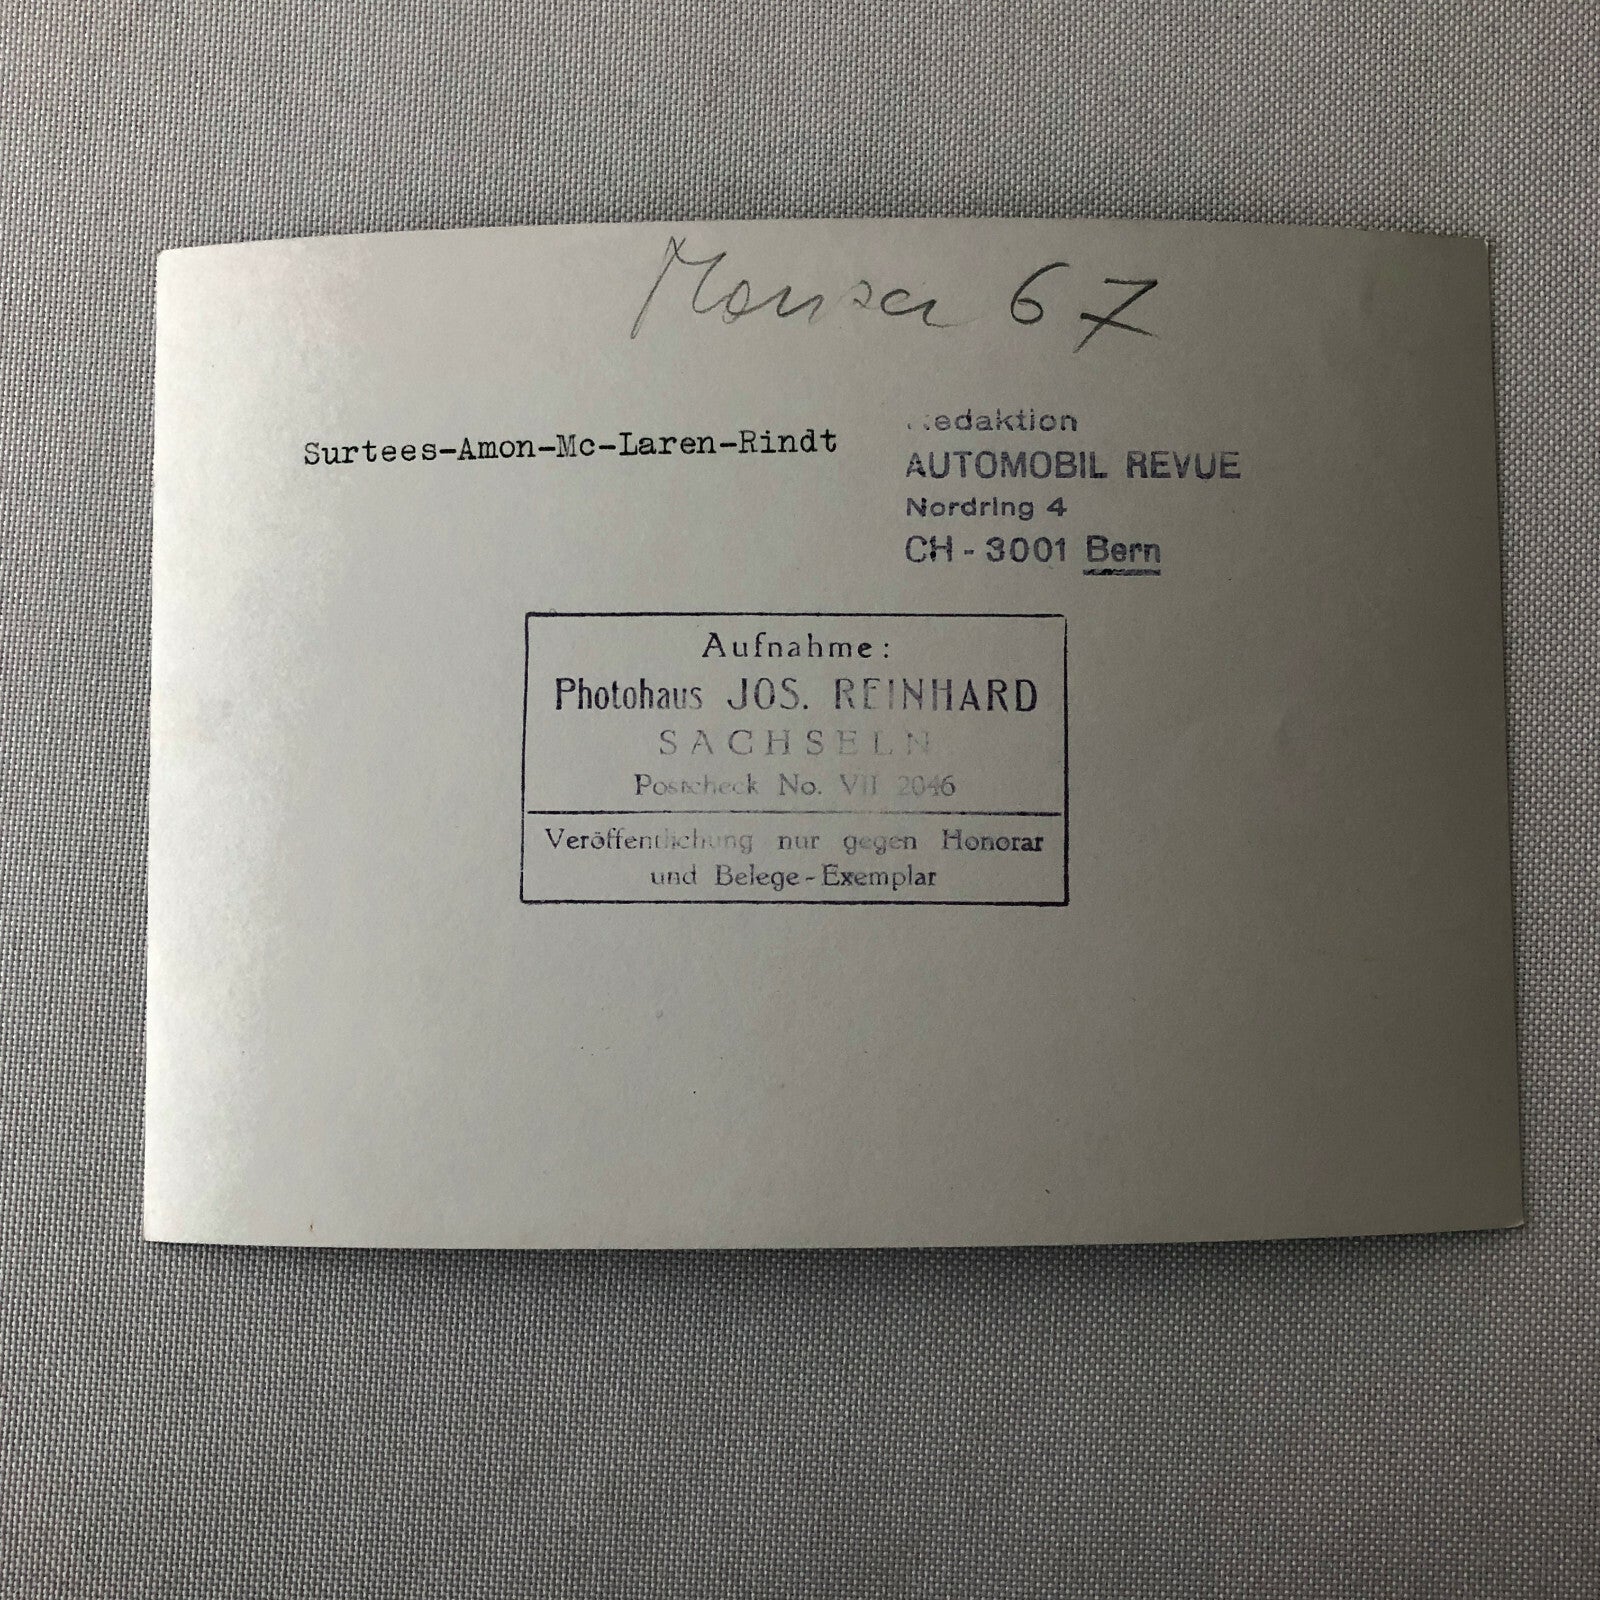 Monza 67
Surtees-Amon-Mc-Laren-Rindt
Redaktion
AUTOMOBIL REVUE
Nordring 4
CH - 3001 Bern
Aufnahme:
Photohaus JOS. REINHARD
SACHSELN
Postcheck No. VII 2046
Veröffentlichung nur gegen Honorar
und Belege-Exemplar